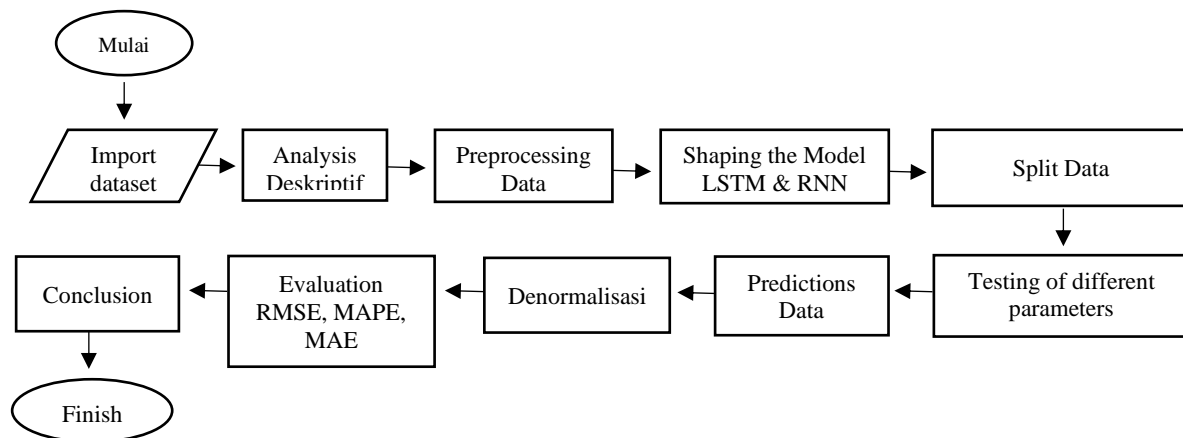 Mulai
Import
dataset
Analysis
Deskriptif
Preprocessing
Data
Shaping the Model
LSTM & RNN
Split Data
Testing of different
parameters
Predictions
Data
Denormalisasi
Evaluation
RMSE, MAPE,
MAE
Conclusion
Finish